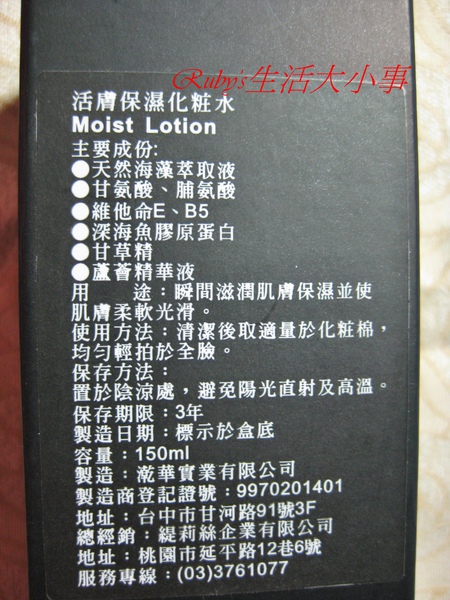 Ruby's生活大小事
活膚保濕化粧水
Moist Lotion
主要成份:
●天然海藻萃取液
●甘氨酸、脯氨酸
●維他命E、B5
●深海魚膠原蛋白
●甘草精
●蘆薈精華液
用　　途：瞬間滋潤肌膚保濕並使
肌膚柔軟光滑。
使用方法：清潔後取適量於化粧棉，
均勻輕拍於全臉。
保存方法：
置於陰涼處，避免陽光直射及高溫。
保存期限：3年
製造日期：標示於盒底
容量：150ml
製造：瀧華實業有限公司
製造商登記證號：9970201401
地址：台中市甘河路91號3F
總經銷：緹莉絲企業有限公司
地址：桃園市延平路12巷6號
服務專線：(03)3761077